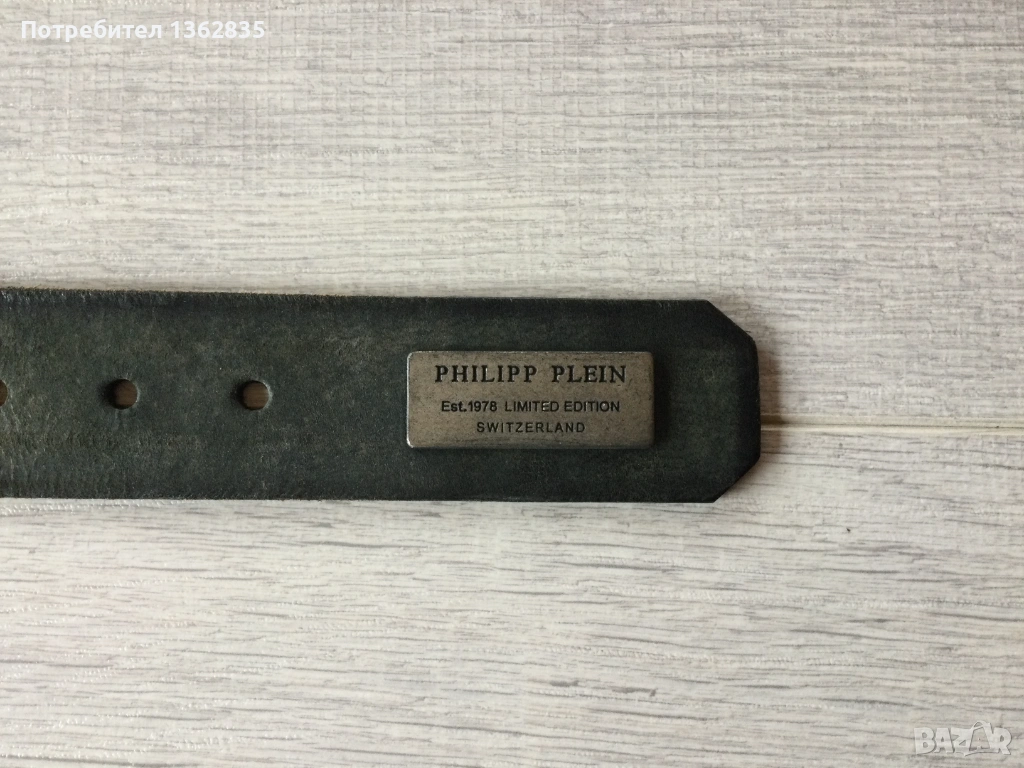 Потребител 1362835
PHILIPP PLEIN
Est.1978 LIMITED EDITION
SWITZERLAND
BAZAR